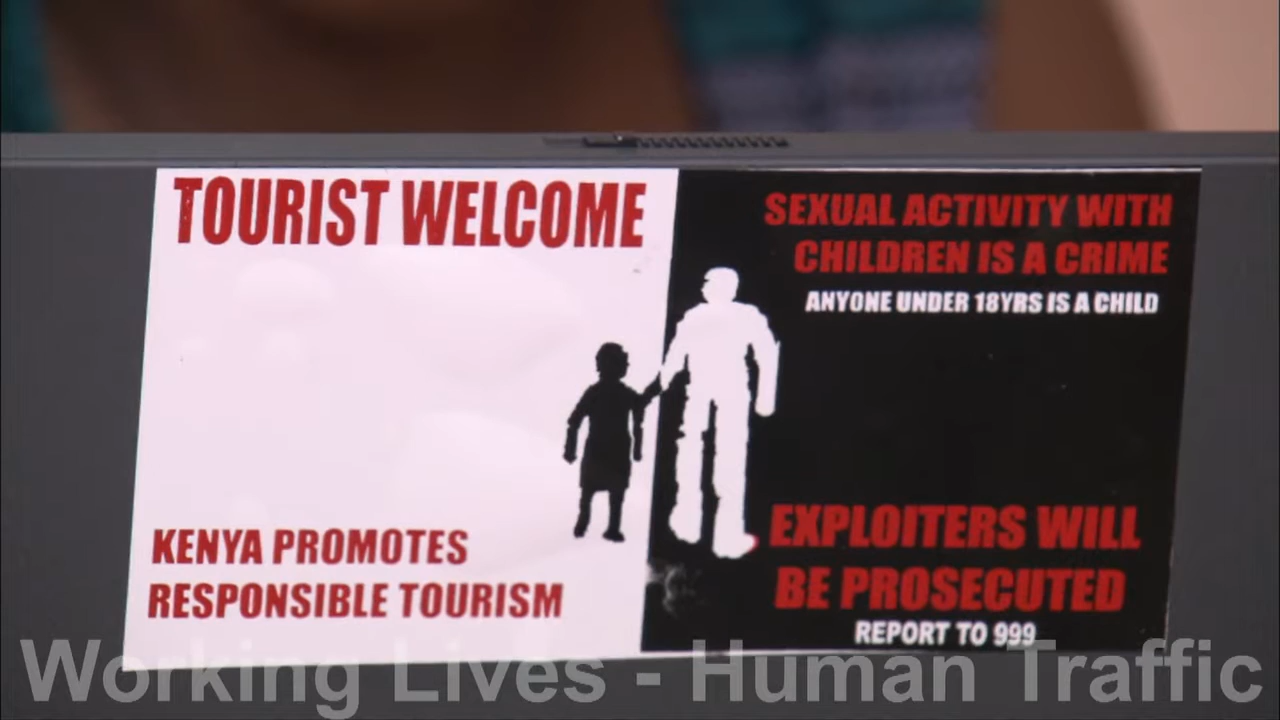 TOURIST WELCOME
KENYA PROMOTES
RESPONSIBLE TOURISM
SEXUAL ACTIVITY WITH
CHILDREN IS A CRIME
ANYONE UNDER 18YRS IS A CHILD
EXPLOITERS WILL
BE PROSECUTED
REPORT TO 999
Working Lives - Human Traffic